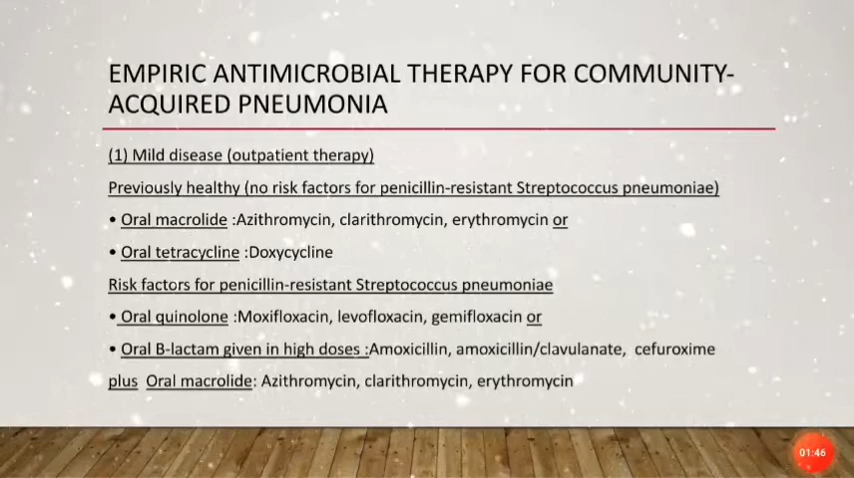 EMPIRIC ANTIMICROBIAL THERAPY FOR COMMUNITY-
ACQUIRED PNEUMONIA
(1) Mild disease (outpatient therapy)
Previously healthy (no risk factors for penicillin-resistant Streptococcus pneumoniae)
• Oral macrolide :Azithromycin, clarithromycin, erythromycin or
• Oral tetracycline :Doxycycline
Risk factors for penicillin-resistant Streptococcus pneumoniae
• Oral quinolone :Moxifloxacin, levofloxacin, gemifloxacin or
• Oral B-lactam given in high doses :Amoxicillin, amoxicillin/clavulanate, cefuroxime
plus Oral macrolide: Azithromycin, clarithromycin, erythromycin
01:46